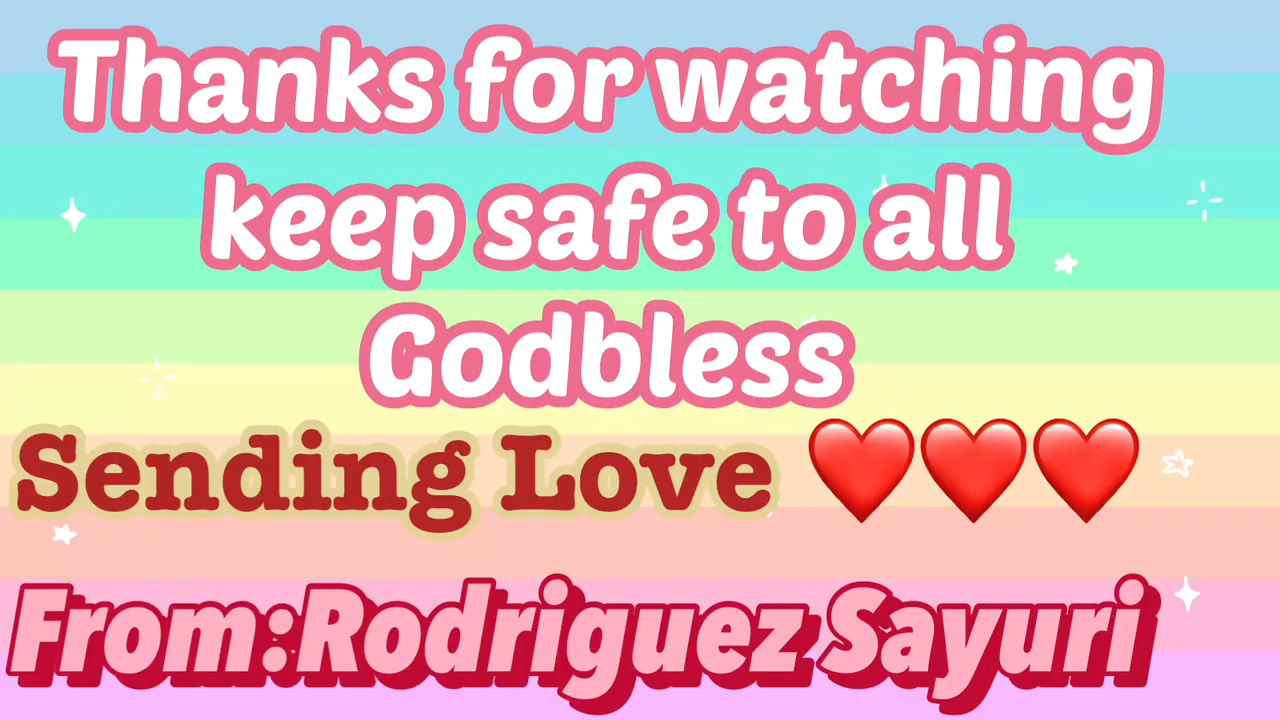 Thanks for watching
keep safe to all
Godbless
Sending Love ❤️❤️❤️
From:Rodriguez Sayuri